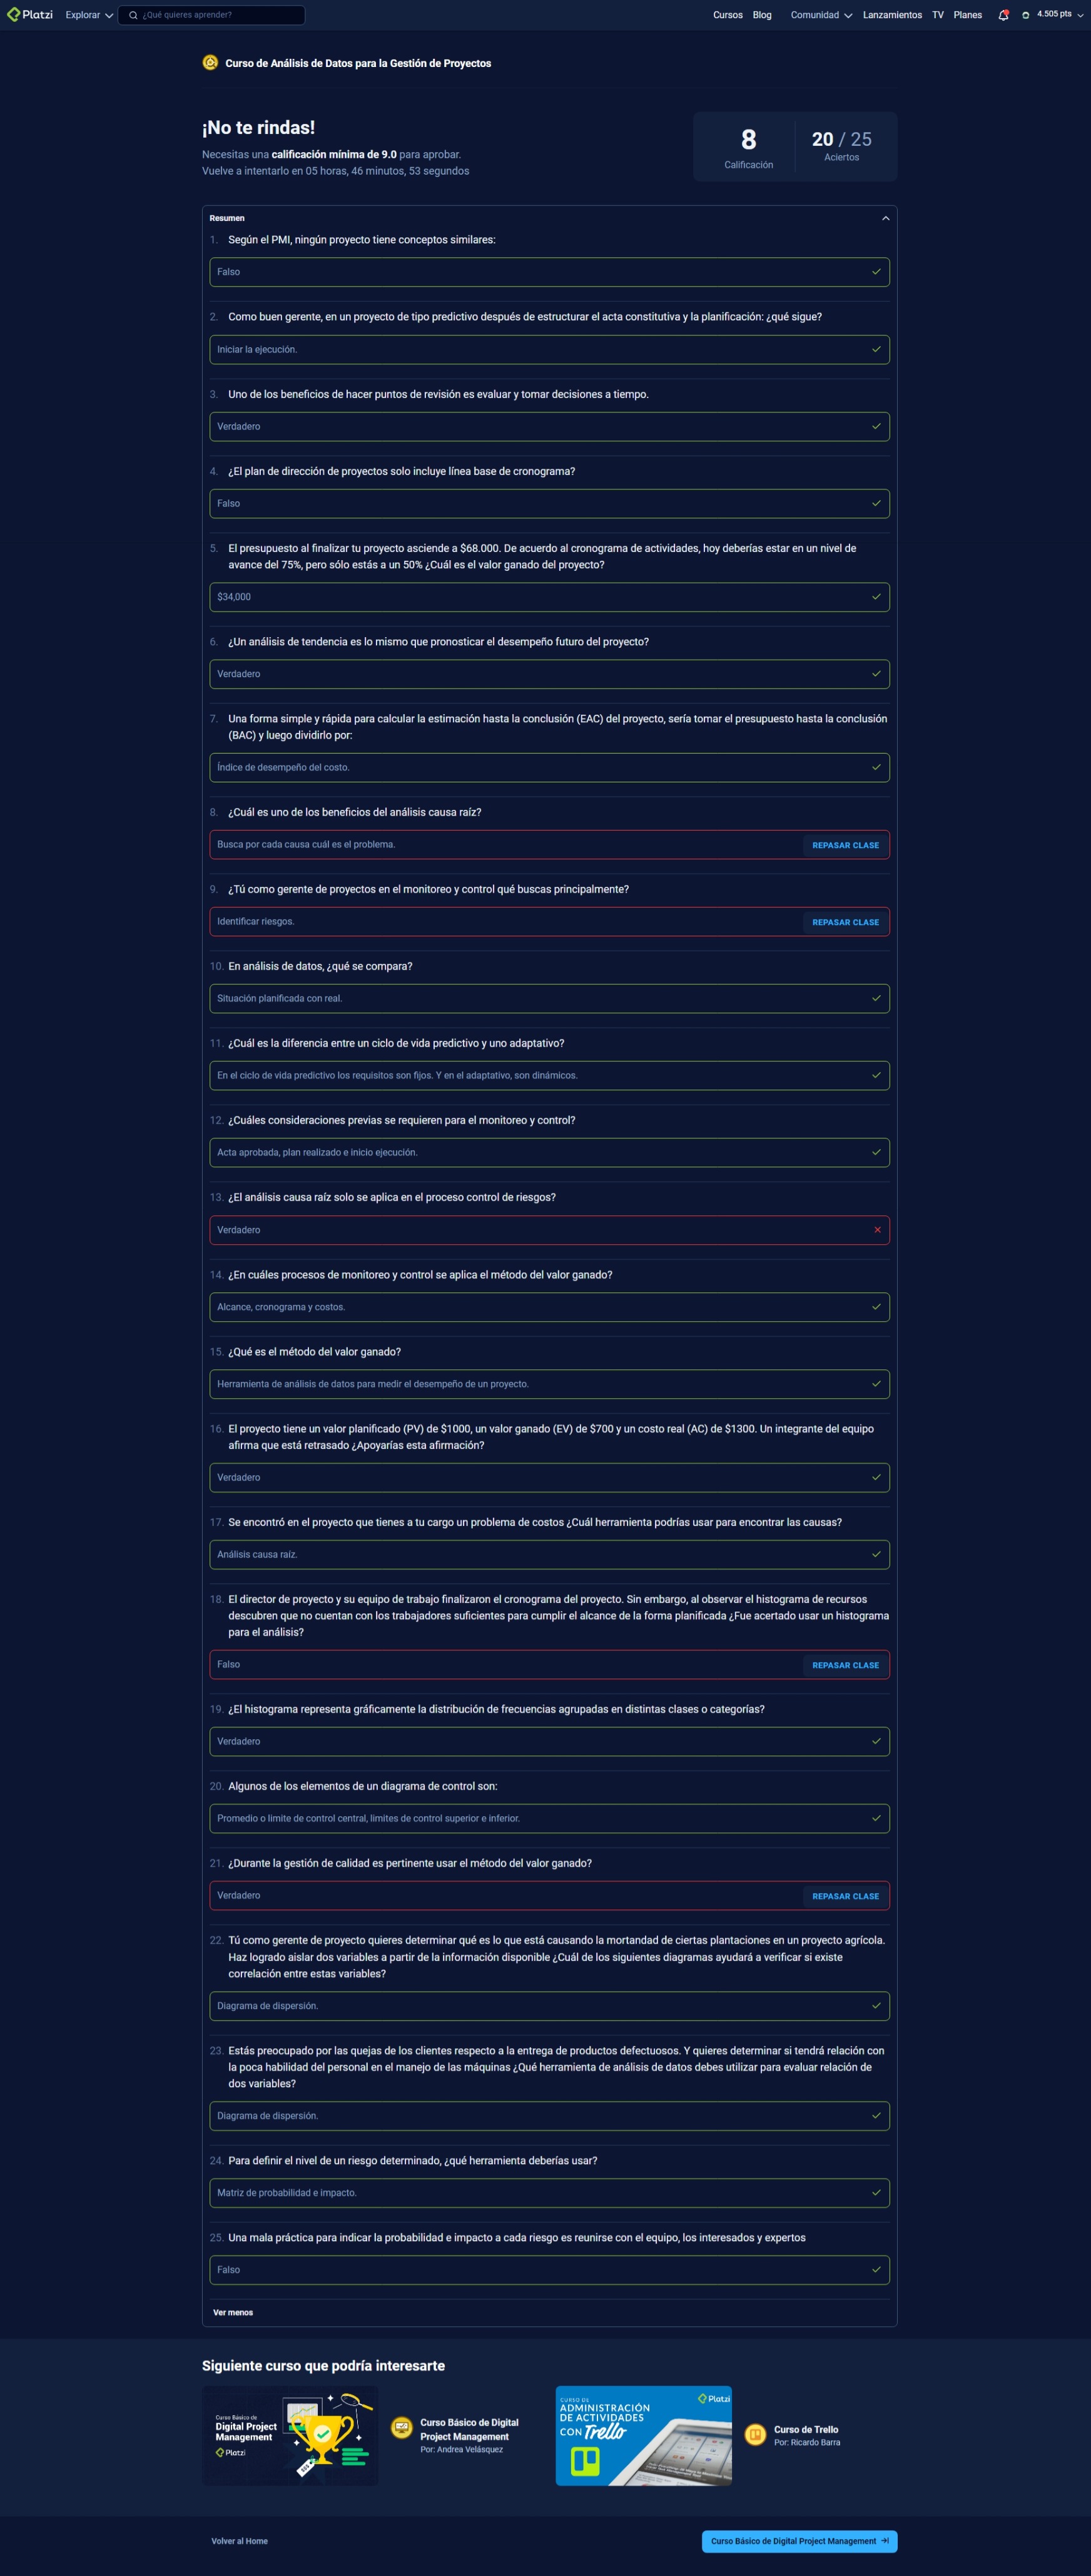 Platzi
Explorar
¿Qué quieres aprender?
Cursos
Blog
Comunidad
Lanzamientos
TV
Planes
4.505 pts
Curso de Análisis de Datos para la Gestión de Proyectos
¡No te rindas!
Necesitas una calificación mínima de 9.0 para aprobar.
Vuelve a intentarlo en 05 horas, 46 minutos, 53 segundos
8
Calificación
20 / 25
Aciertos
Resumen
1. Según el PMI, ningún proyecto tiene conceptos similares:
Falso
2. Como buen gerente, en un proyecto de tipo predictivo después de estructurar el acta constitutiva y la planificación: ¿qué sigue?
Iniciar la ejecución.
3. Uno de los beneficios de hacer puntos de revisión es evaluar y tomar decisiones a tiempo.
Verdadero
4. ¿El plan de dirección de proyectos solo incluye línea base de cronograma?
Falso
5. El presupuesto al finalizar tu proyecto asciende a $68.000. De acuerdo al cronograma de actividades, hoy deberías estar en un nivel de
avance del 75%, pero sólo estás a un 50% ¿Cuál es el valor ganado del proyecto?
$34,000
6. ¿Un análisis de tendencia es lo mismo que pronosticar el desempeño futuro del proyecto?
Verdadero
7. Una forma simple y rápida para calcular la estimación hasta la conclusión (EAC) del proyecto, sería tomar el presupuesto hasta la conclusión
(BAC) y luego dividirlo por:
Índice de desempeño del costo.
8. ¿Cuál es uno de los beneficios del análisis causa raíz?
Busca por cada causa cuál es el problema.
REPASAR CLASE
9. ¿Tú como gerente de proyectos en el monitoreo y control qué buscas principalmente?
Identificar riesgos.
REPASAR CLASE
10. En análisis de datos, ¿qué se compara?
Situación planificada con real.
11. ¿Cuál es la diferencia entre un ciclo de vida predictivo y uno adaptativo?
En el ciclo de vida predictivo los requisitos son fijos. Y en el adaptativo, son dinámicos.
12. ¿Cuáles consideraciones previas se requieren para el monitoreo y control?
Acta aprobada, plan realizado e inicio ejecución.
13. ¿El análisis causa raíz solo se aplica en el proceso control de riesgos?
Verdadero
14. ¿En cuáles procesos de monitoreo y control se aplica el método del valor ganado?
Alcance, cronograma y costos.
15. ¿Qué es el método del valor ganado?
Herramienta de análisis de datos para medir el desempeño de un proyecto.
16. El proyecto tiene un valor planificado (PV) de $1000, un valor ganado (EV) de $700 y un costo real (AC) de $1300. Un integrante del equipo
afirma que está retrasado ¿Apoyarías esta afirmación?
Verdadero
17. Se encontró en el proyecto que tienes a tu cargo un problema de costos ¿Cuál herramienta podrías usar para encontrar las causas?
Análisis causa raíz.
18. El director de proyecto y su equipo de trabajo finalizaron el cronograma del proyecto. Sin embargo, al observar el histograma de recursos
descubren que no cuentan con los trabajadores suficientes para cumplir el alcance de la forma planificada ¿Fue acertado usar un histograma
para el análisis?
Falso
REPASAR CLASE
19. ¿El histograma representa gráficamente la distribución de frecuencias agrupadas en distintas clases o categorías?
Verdadero
20. Algunos de los elementos de un diagrama de control son:
Promedio o limite de control central, limites de control superior e inferior.
21. ¿Durante la gestión de calidad es pertinente usar el método del valor ganado?
Verdadero
REPASAR CLASE
22. Tú como gerente de proyecto quieres determinar qué es lo que está causando la mortandad de ciertas plantaciones en un proyecto agrícola.
Haz logrado aislar dos variables a partir de la información disponible ¿Cuál de los siguientes diagramas ayudará a verificar si existe
correlación entre estas variables?
Diagrama de dispersión.
23. Estás preocupado por las quejas de los clientes respecto a la entrega de productos defectuosos. Y quieres determinar si tendrá relación con
la poca habilidad del personal en el manejo de las máquinas ¿Qué herramienta de análisis de datos debes utilizar para evaluar relación de
dos variables?
Diagrama de dispersión.
24. Para definir el nivel de un riesgo determinado, ¿qué herramienta deberías usar?
Matriz de probabilidad e impacto.
25. Una mala práctica para indicar la probabilidad e impacto a cada riesgo es reunirse con el equipo, los interesados y expertos
Falso
Ver menos
Siguiente curso que podría interesarte
Curso Básico de
Digital Project
Management
Platzi
Curso Básico de Digital
Project Management
Por: Andrea Velásquez
CURSO DE
ADMINISTRACIÓN
DE ACTIVIDADES
CON Trello
Platzi
Curso de Trello
Por: Ricardo Barra
Volver al Home
Curso Básico de Digital Project Management